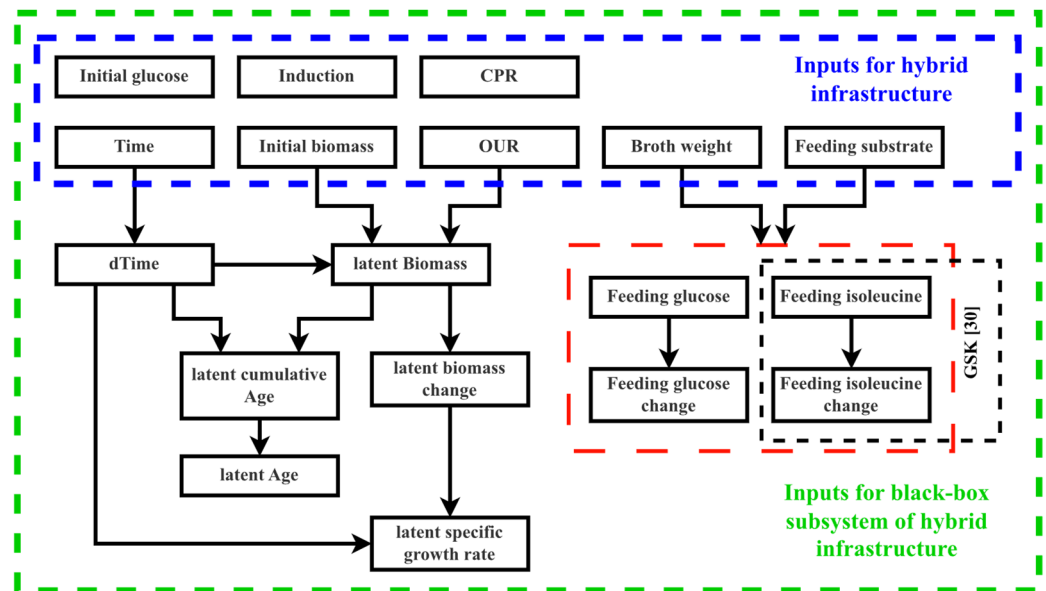 Initial glucose
Induction
CPR
Inputs for hybrid
infrastructure
Time
Initial biomass
OUR
Broth weight
Feeding substrate
dTime
latent Biomass
Feeding glucose
Feeding isoleucine
GSK [30]
latent cumulative
Age
latent biomass
change
Feeding glucose
change
Feeding isoleucine
change
latent Age
Inputs for black-box
subsystem of hybrid
infrastructure
latent specific
growth rate